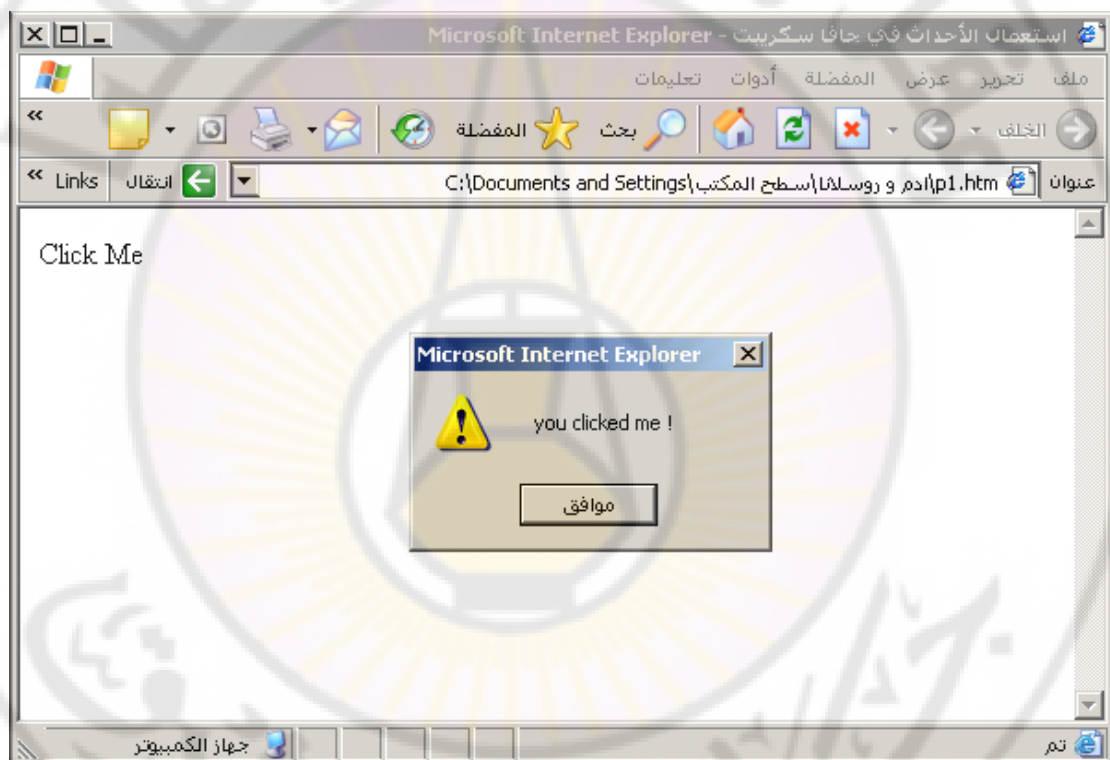 استعمال الأحداث في جافا سكريبت - Microsoft Internet Explorer
ملف تحرير عرض المفضلة أدوات تعليمات
الخلف بحث المفضلة »
عنوان C:\Documents and Settings\ادم و روسلانا\سطح المكتب\p1.htm انتقال Links »
Click Me
Microsoft Internet Explorer
you clicked me !
موافق
تم جهاز الكمبيوتر